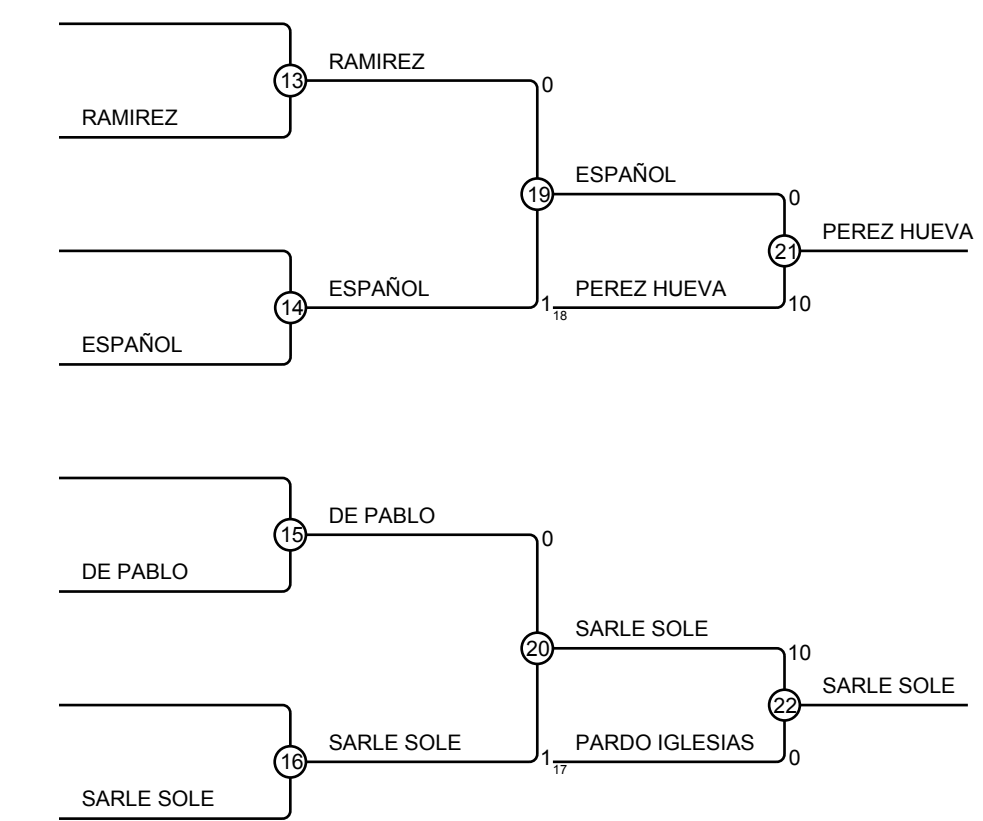 RAMIREZ
13
0
RAMIREZ
ESPAÑOL
19
0
PEREZ HUEVA
21
ESPAÑOL
1
18
PEREZ HUEVA
10
14
ESPAÑOL
DE PABLO
15
0
DE PABLO
SARLE SOLE
20
10
SARLE SOLE
22
SARLE SOLE
1
17
PARDO IGLESIAS
0
16
SARLE SOLE